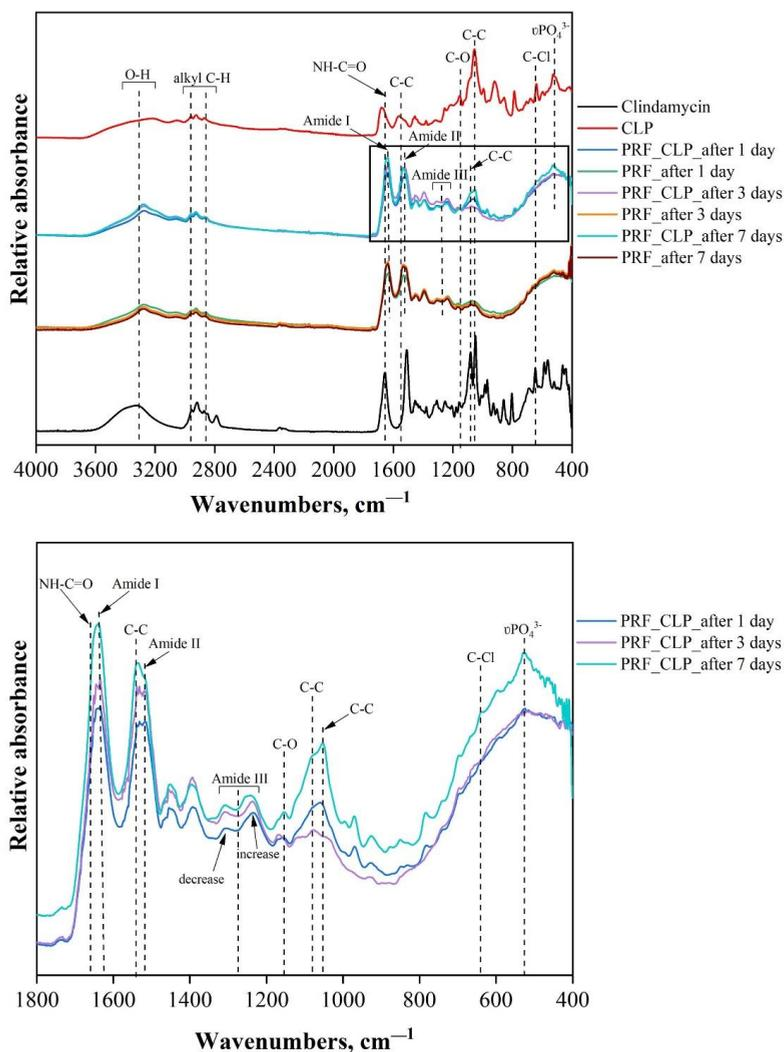 υPO₄³⁻
C-C
C-O
C-Cl
O-H
alkyl C-H
NH-C=O
C-C
Amide I
Amide II
Amide III
C-C
Relative absorbance
4000 3600 3200 2800 2400 2000 1600 1200 800 400
Wavenumbers, cm⁻¹
Clindamycin
CLP
PRF_CLP_after 1 day
PRF_after 1 day
PRF_CLP_after 3 days
PRF_after 3 days
PRF_CLP_after 7 days
PRF_after 7 days
NH-C=O
Amide I
C-C
Amide II
Amide III
decrease
increase
C-O
C-C
C-C
C-Cl
υPO₄³⁻
Relative absorbance
1800 1600 1400 1200 1000 800 600 400
Wavenumbers, cm⁻¹
PRF_CLP_after 1 day
PRF_CLP_after 3 days
PRF_CLP_after 7 days